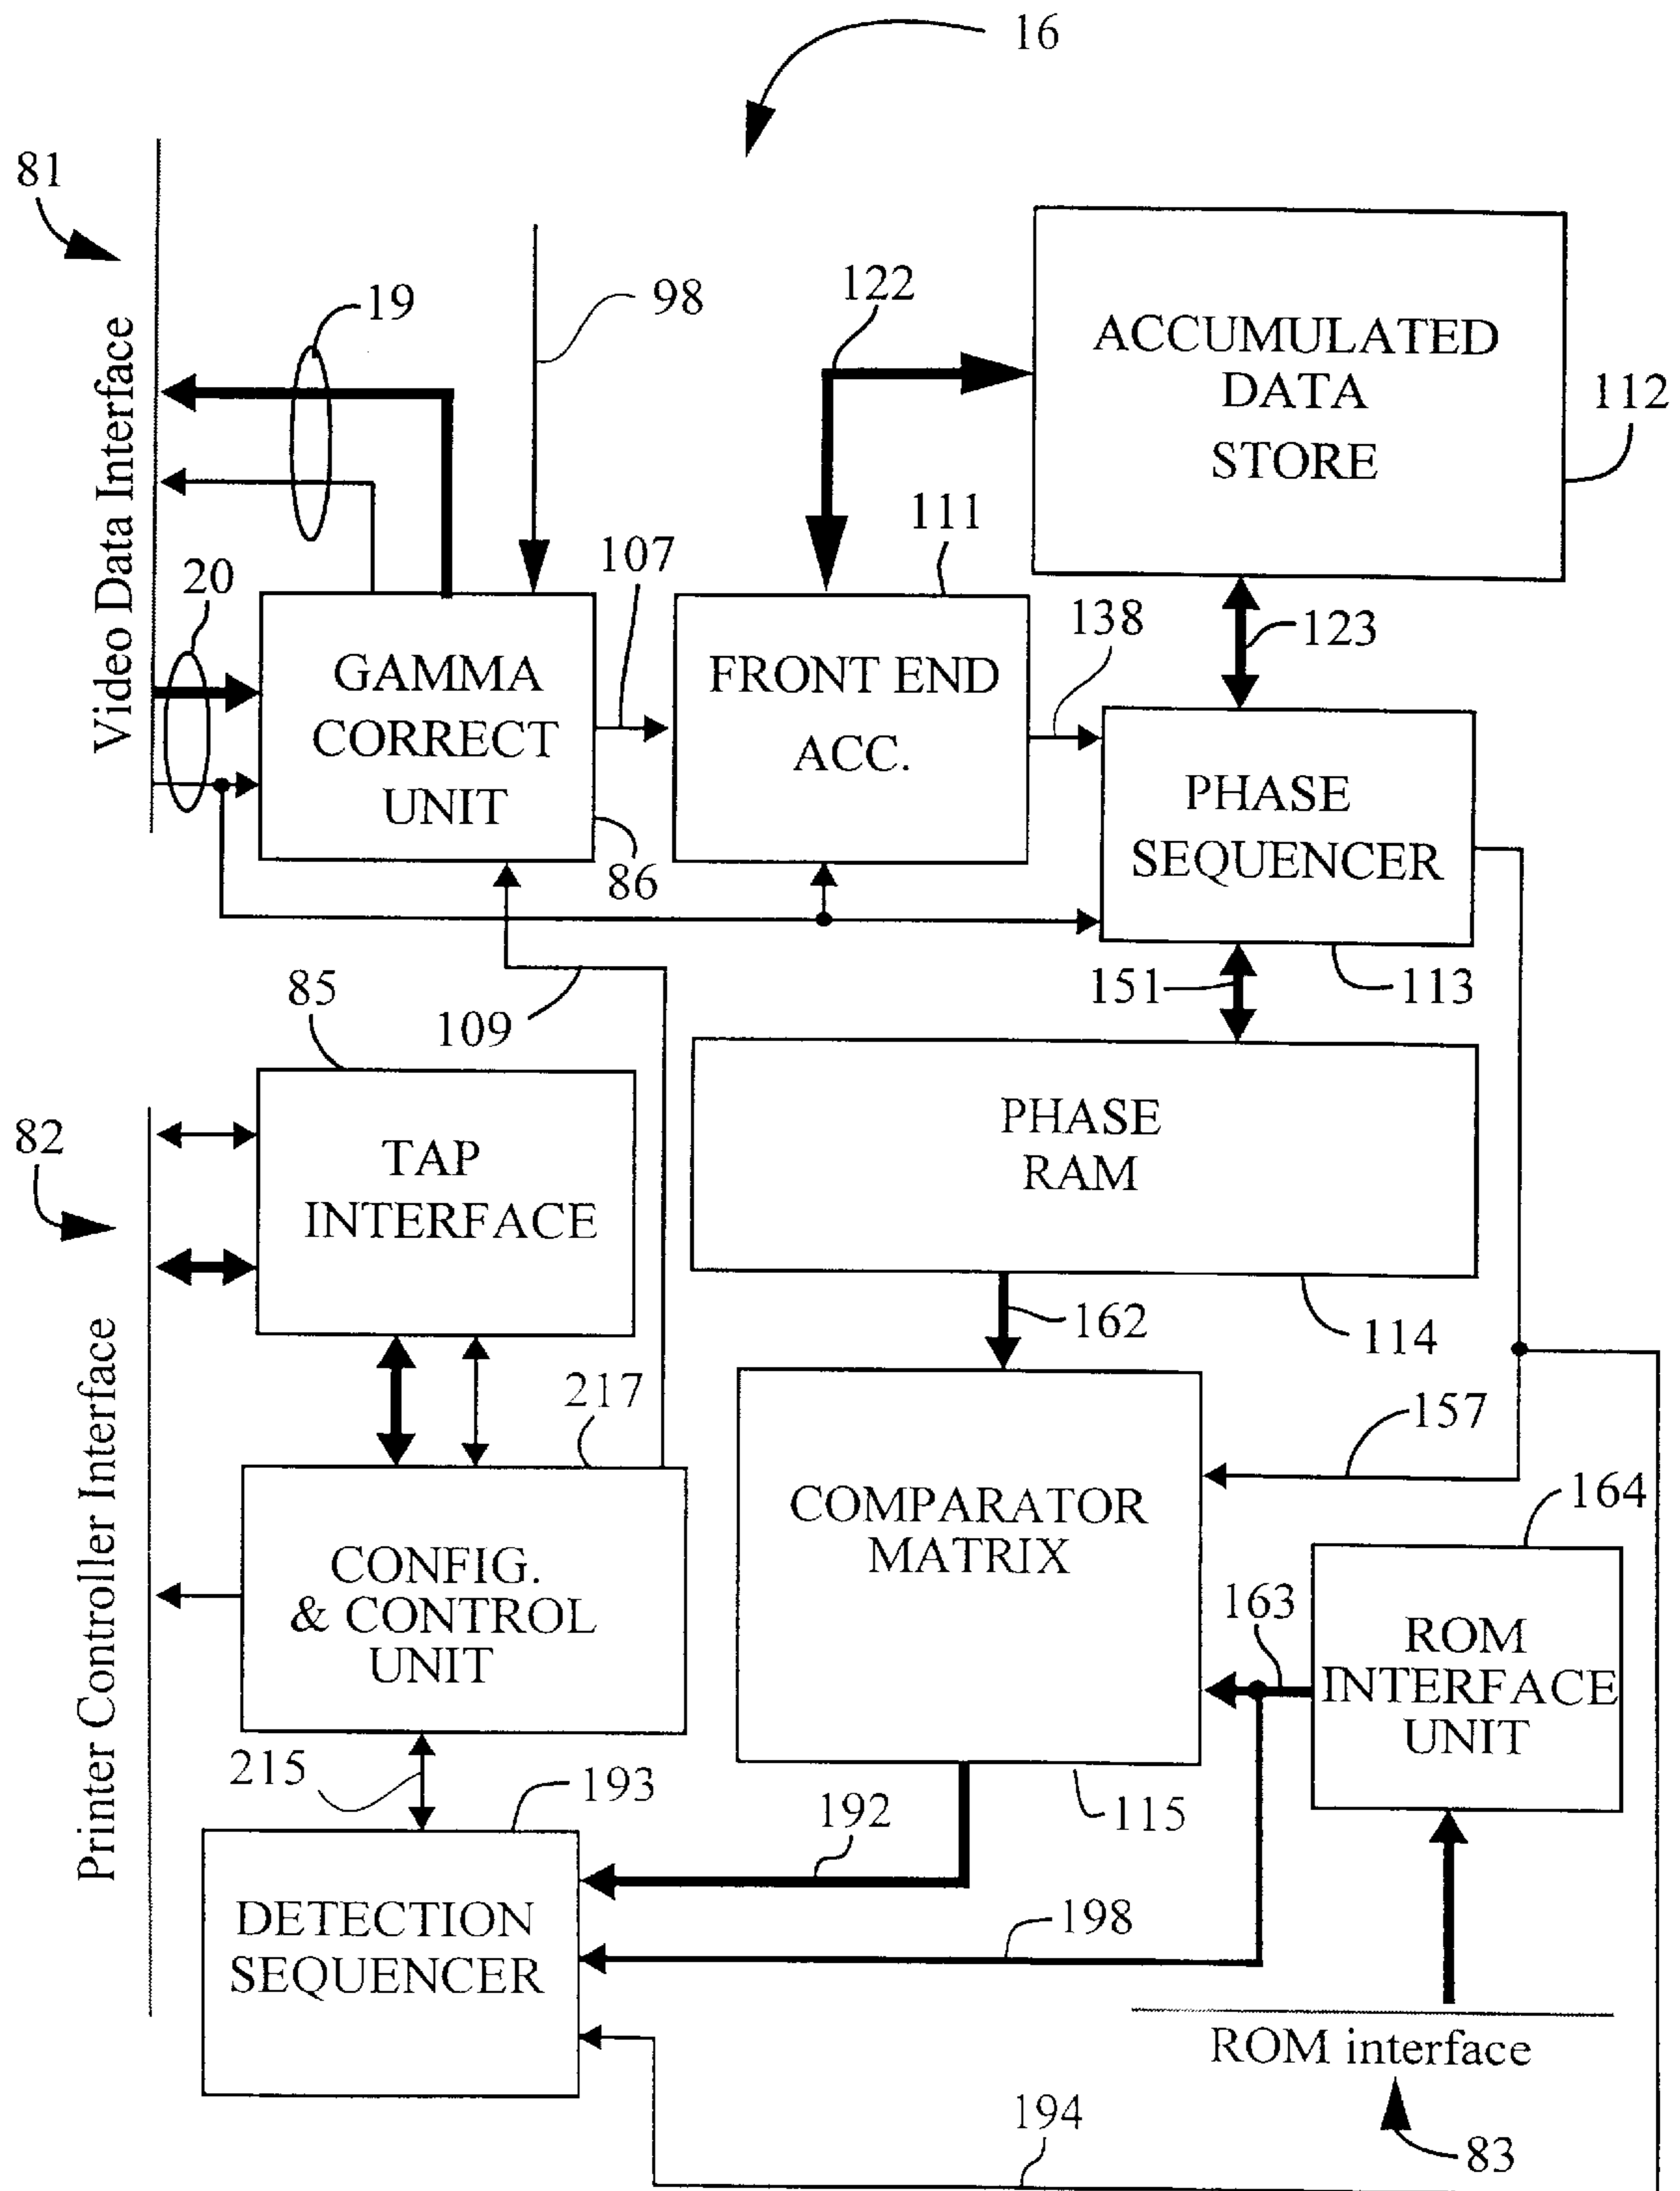 16
81
19
98
122
ACCUMULATED
DATA
STORE
112
Video Data Interface
20
107
111
138
123
GAMMA
CORRECT
UNIT
FRONT END
ACC.
PHASE
SEQUENCER
86
85
109
151
113
82
TAP
INTERFACE
PHASE
RAM
162
114
217
157
Printer Controller Interface
CONFIG.
& CONTROL
UNIT
COMPARATOR
MATRIX
164
163
ROM
INTERFACE
UNIT
215
193
192
115
DETECTION
SEQUENCER
198
ROM interface
194
83